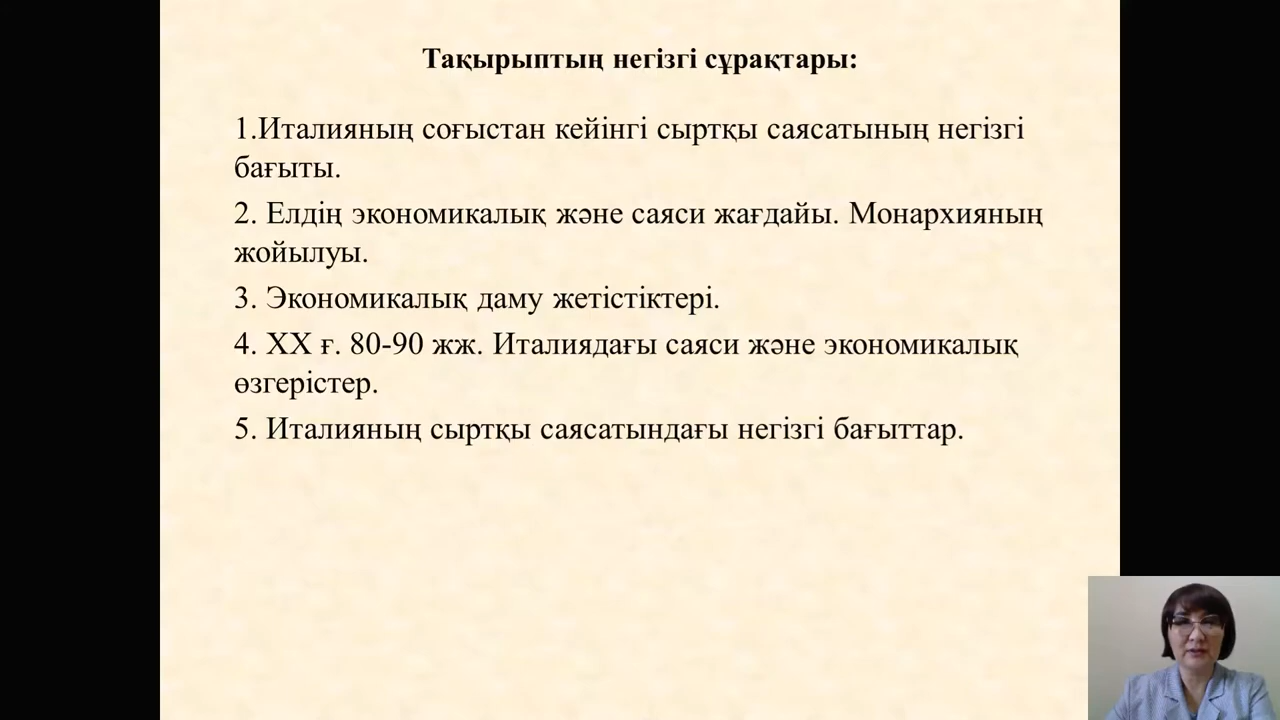 Тақырыптың негізгі сұрақтары:
1.Италияның соғыстан кейінгі сыртқы саясатының негізгі
бағыты.
2. Елдің экономикалық және саяси жағдайы. Монархияның
жойылуы.
3. Экономикалық даму жетістіктері.
4. ХХ ғ. 80-90 жж. Италиядағы саяси және экономикалық
өзгерістер.
5. Италияның сыртқы саясатындағы негізгі бағыттар.